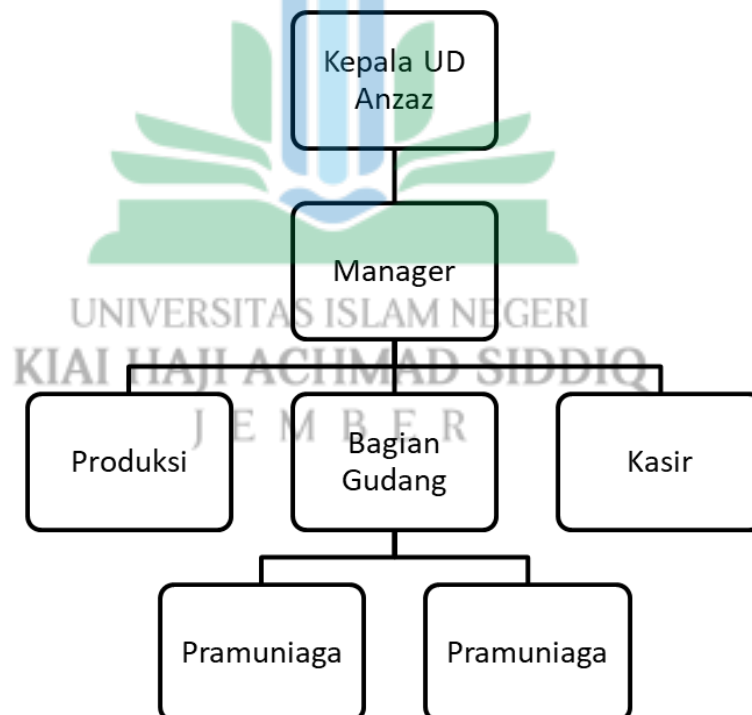 Kepala UD
Anzaz
Manager
UNIVERSITAS ISLAM NEGERI
KIAI HAJI ACHMAD SIDDIQ
J E M B E R
Produksi
Bagian
Gudang
Kasir
Pramuniaga
Pramuniaga